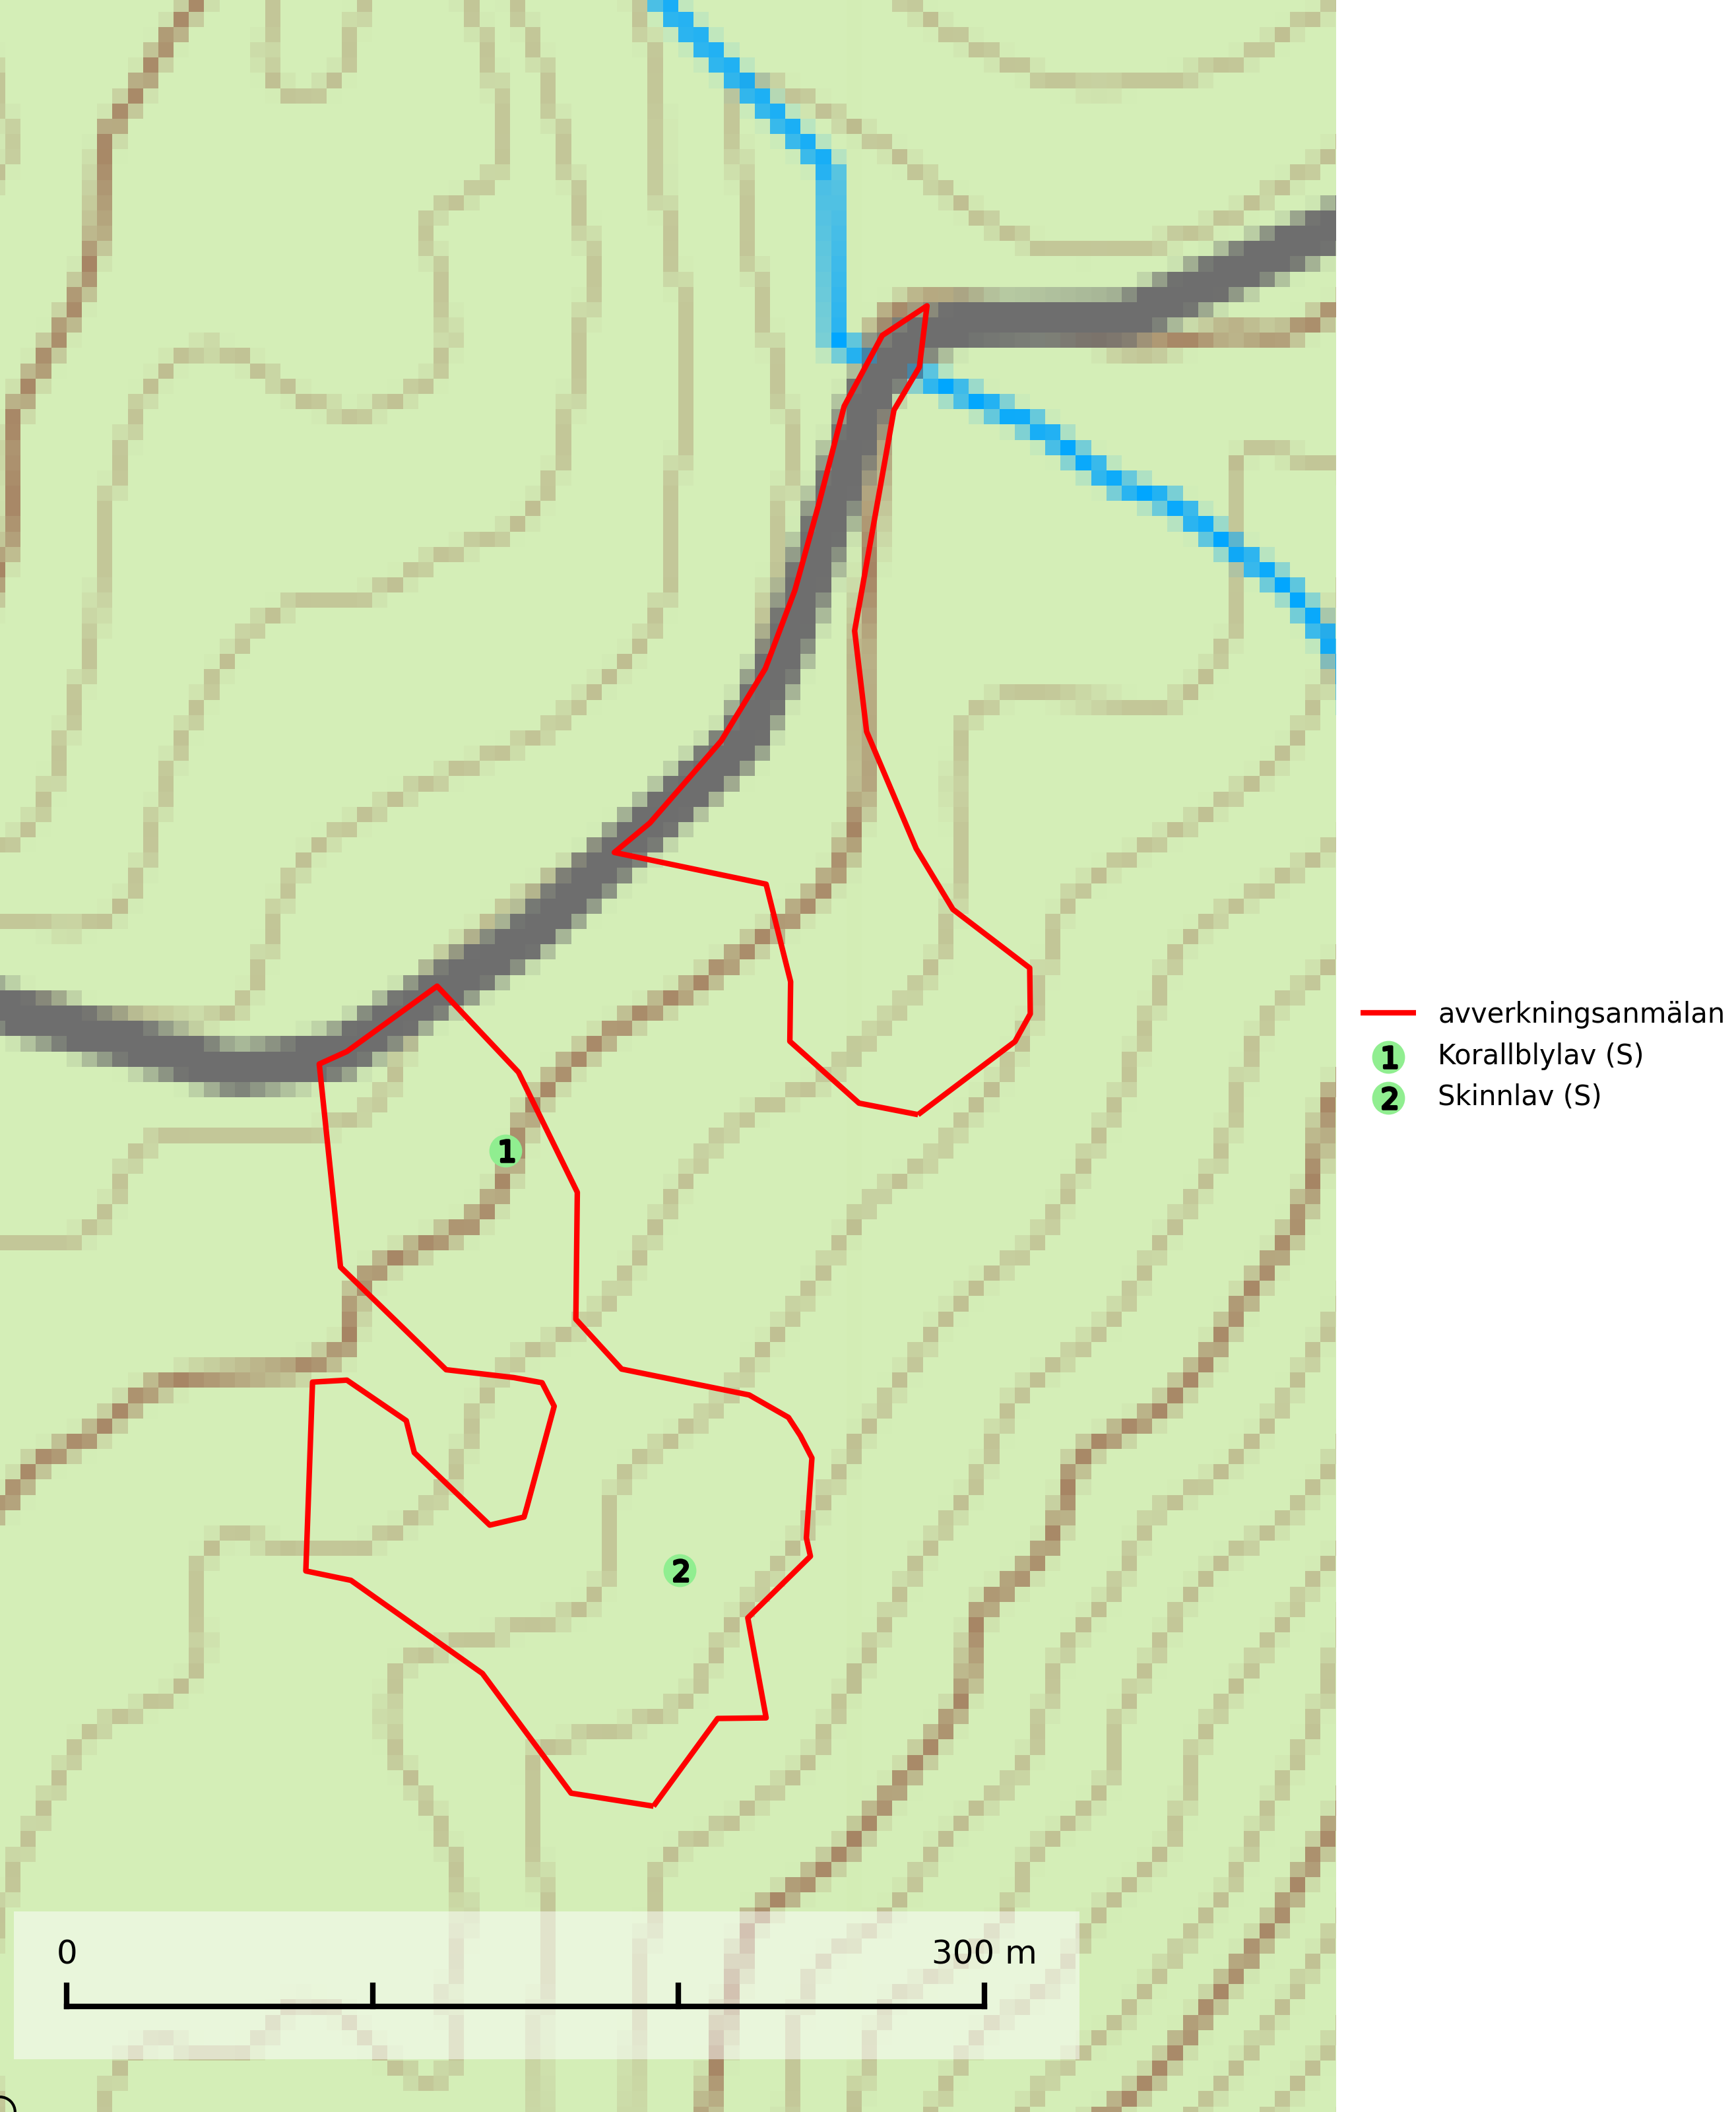 1
2
avverkningsanmälan
1 Korallblylav (S)
2 Skinnlav (S)
0 300 m